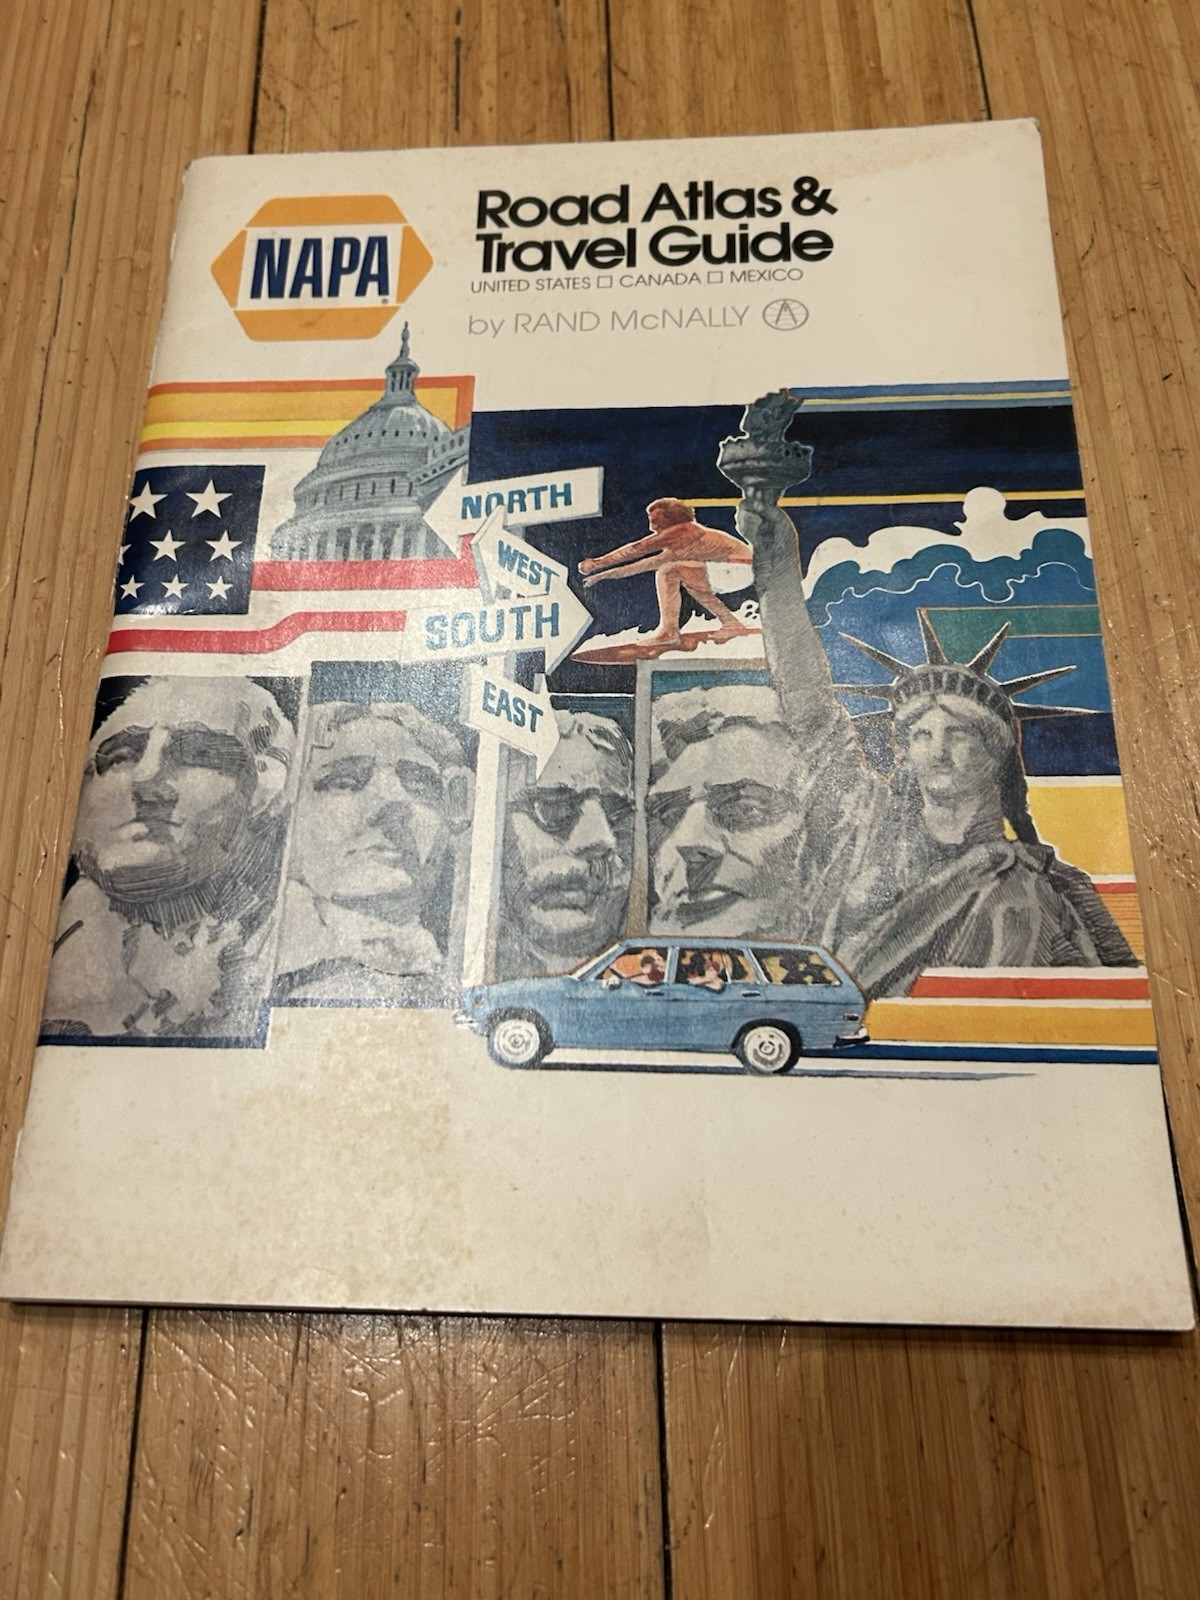 NAPA
Road Atlas &
Travel Guide
UNITED STATES □ CANADA □ MEXICO
by RAND McNALLY
NORTH
WEST
SOUTH
EAST